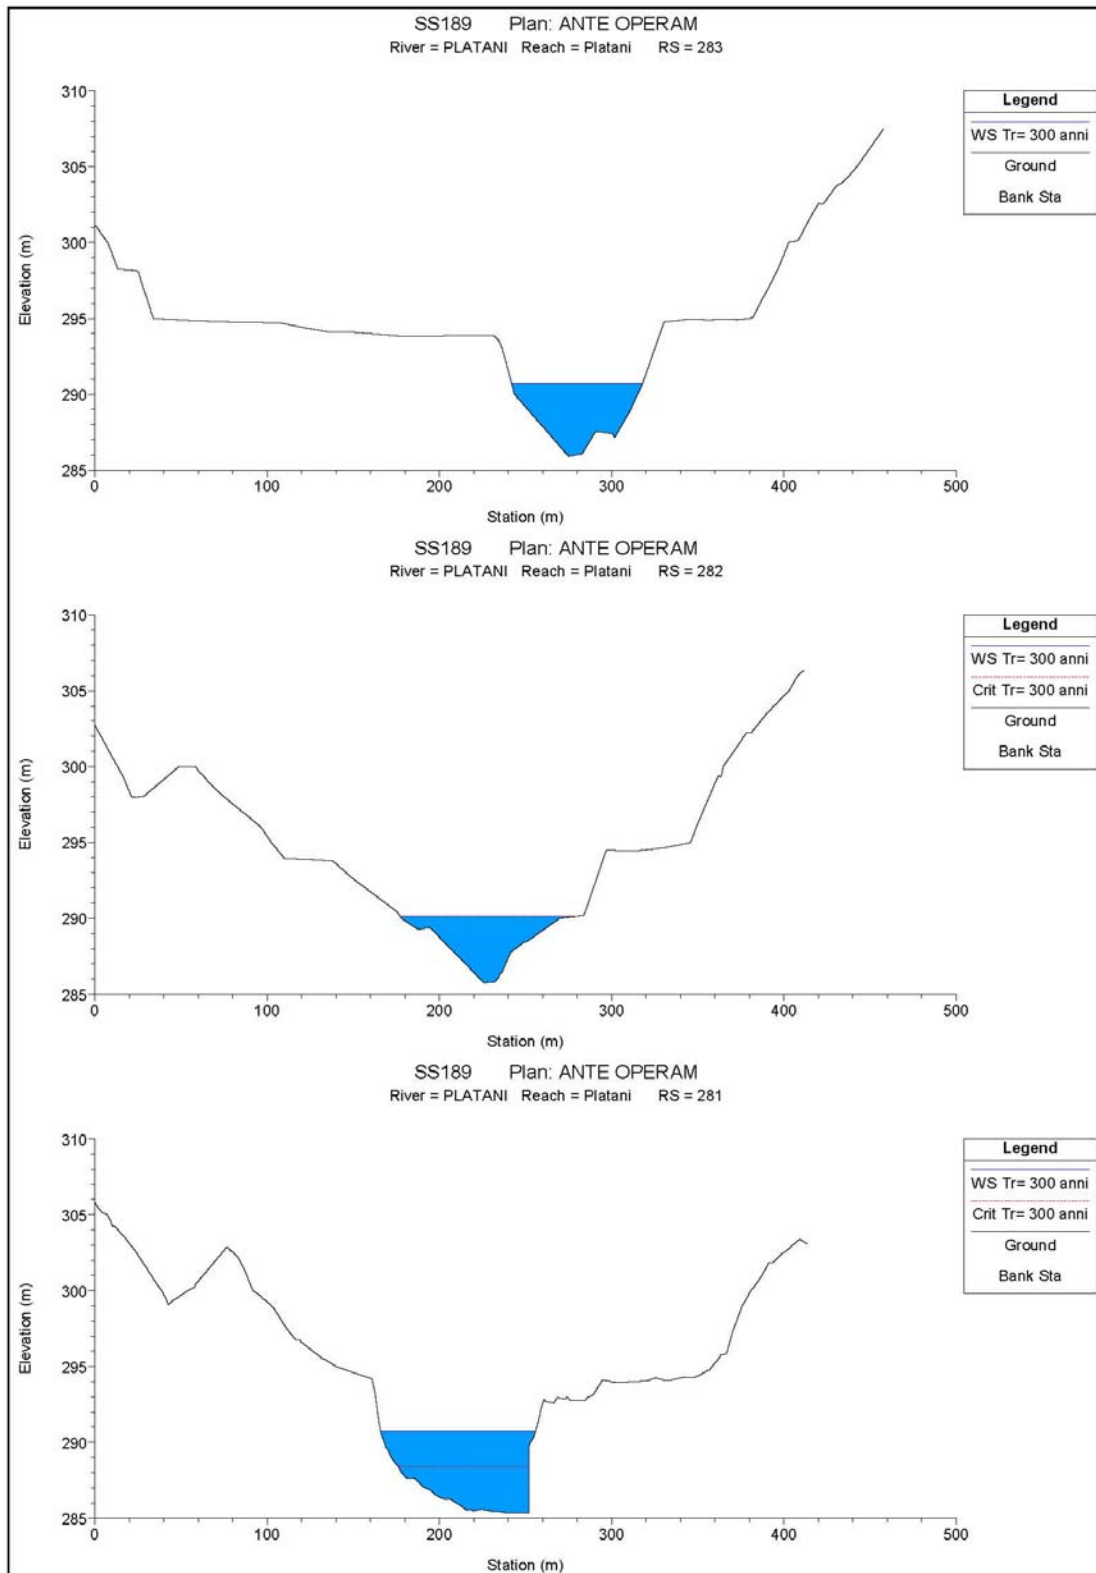 SS189 Plan: ANTE OPERAM
River = PLATANI Reach = Platani RS = 283
310
305
300
295
290
285
Elevation (m)
0 100 200 300 400 500
Station (m)
Legend
WS Tr= 300 anni
Ground
Bank Sta
SS189 Plan: ANTE OPERAM
River = PLATANI Reach = Platani RS = 282
310
305
300
295
290
285
Elevation (m)
0 100 200 300 400 500
Station (m)
Legend
WS Tr= 300 anni
Crit Tr= 300 anni
Ground
Bank Sta
SS189 Plan: ANTE OPERAM
River = PLATANI Reach = Platani RS = 281
310
305
300
295
290
285
Elevation (m)
0 100 200 300 400 500
Station (m)
Legend
WS Tr= 300 anni
Crit Tr= 300 anni
Ground
Bank Sta